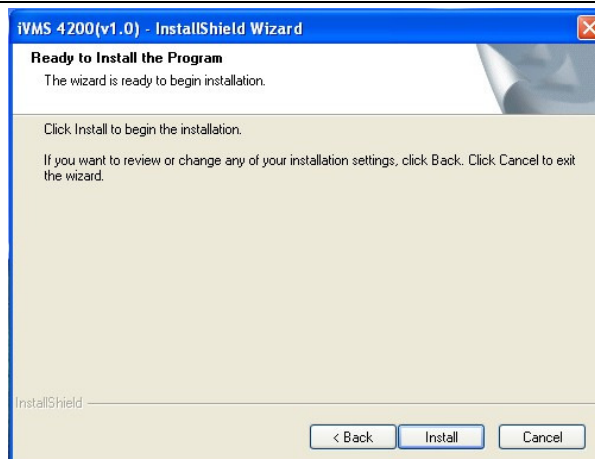 iVMS 4200(v1.0) - InstallShield Wizard
Ready to Install the Program
The wizard is ready to begin installation.
Click Install to begin the installation.
If you want to review or change any of your installation settings, click Back. Click Cancel to exit
the wizard.
InstallShield
< Back Install Cancel